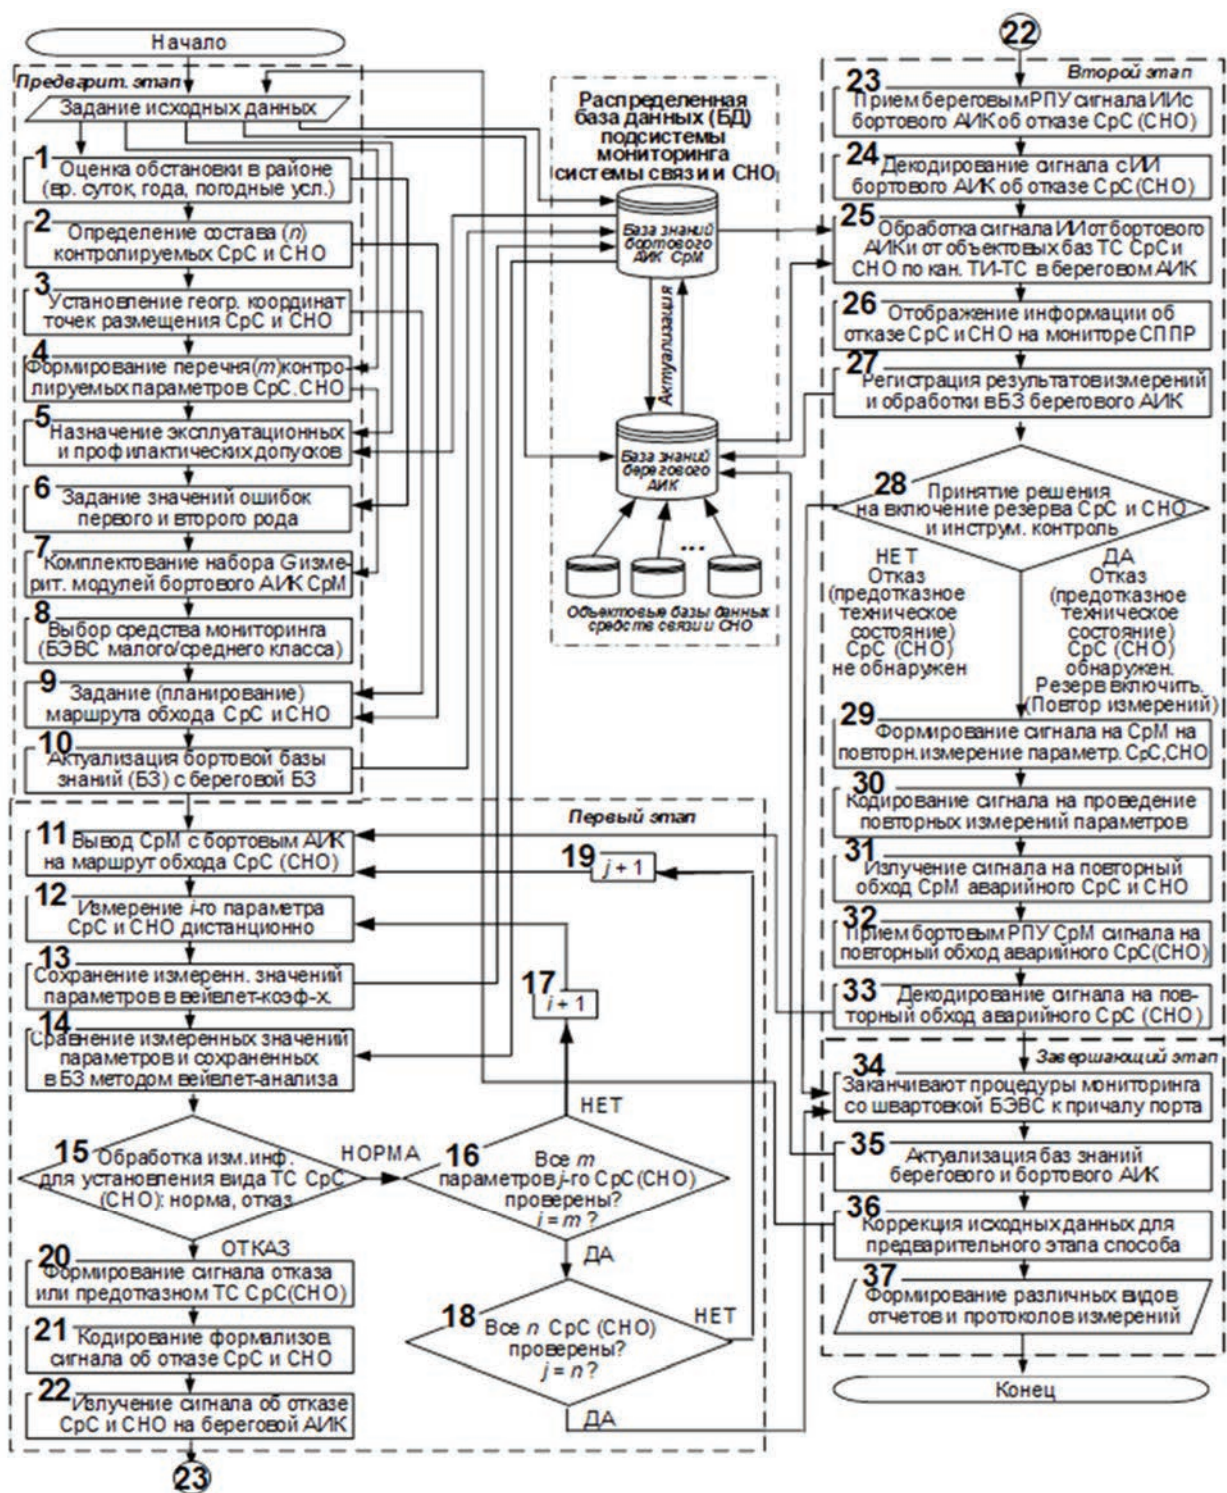 Начало
Предварит. этап
Задание исходных данных
1 Оценка обстановки в районе
(вр. суток, года, погодные усл.)
2 Определение состава (n)
контролируемых СрС и СНО
3 Установление геогр. координат
точек размещения СрС и СНО
4 Формирование перечня (m) контро-
лируемых параметров СрС. СНО
5 Назначение эксплуатационных
и профилактических допусков
6 Задание значений ошибок
первого и второго рода
7 Комплектование набора G изме-
рит. модулей бортового АИК СрМ
8 Выбор средства мониторинга
(БЭВС малого/среднего класса)
9 Задание (планирование)
маршрута обхода СрС и СНО
10 Актуализация бортовой базы
знаний (БЗ) с береговой БЗ
Распределенная
база данных (БД)
подсистемы
мониторинга
системы связи и СНО
База знаний
бортового
АИК СрМ
Актуализация
База знаний
берегового
АИК
...
Объектовые базы данных
средств связи и СНО
Первый этап
11 Вывод СрМ с бортовым АИК
на маршрут обхода СрС (СНО)
12 Измерение i-го параметра
СрС и СНО дистанционно
13
Сохранение измеренн. значений
параметров в вейвлет-коэф-х.
14
Сравнение измеренных значений
параметров и сохраненных
в БЗ методом вейвлет-анализа
15 Обработка изм.инф.
для установления вида ТС СрС
(СНО): норма, отказ
НОРМА
16 Все m
параметров j-го СрС (СНО)
проверены?
i = m ?
НЕТ
17
i + 1
ДА
18 Все n СрС (СНО)
проверены?
j = n ?
НЕТ
19
j + 1
ДА
ОТКАЗ
20
Формирование сигнала отказа
или предотказном ТС СрС(СНО)
21 Кодирование формализов.
сигнала об отказе СрС и СНО
22 Излучение сигнала об отказе
СрС и СНО на береговой АИК
23
22
Второй этап
23
Прием береговым РПУ сигнала ИИ с
бортового АИК об отказе СрС (СНО)
24 Декодирование сигнала с ИИ
бортового АИК об отказе СрС (СНО)
25 Обработка сигнала ИИ от бортового
АИК и от объектовых баз ТС СрС и
СНО по кан. ТИ-ТС в береговом АИК
26 Отображение информации об
отказе СрС и СНО на мониторе СППР
27
Регистрация результатов измерений
и обработки в БЗ берегового АИК
28 Принятие решения
на включение резерва СрС и СНО
и инструм. контроль
НЕТ
Отказ
(предотказное
техническое
состояние)
СрС (СНО)
не обнаружен
ДА
Отказ
(предотказное
техническое
состояние)
СрС (СНО)
обнаружен.
Резерв включить.
(Повтор измерений)
29
Формирование сигнала на СрМ на
повторн.измерение параметр. СрС,СНО
30
Кодирование сигнала на проведение
повторных измерений параметров
31
Излучение сигнала на повторный
обход СрМ аварийного СрС и СНО
32
Прием бортовым РПУ СрМ сигнала на
повторный обход аварийного СрС(СНО)
33 Декодирование сигнала на пов-
торный обход аварийного СрС (СНО)
Завершающий этап
34
Заканчивают процедуры мониторинга
со швартовкой БЭВС к причалу порта
35 Актуализация баз знаний
берегового и бортового АИК
36
Коррекция исходных данных для
предварительного этапа способа
37
Формирование различных видов
отчетов и протоколов измерений
Конец